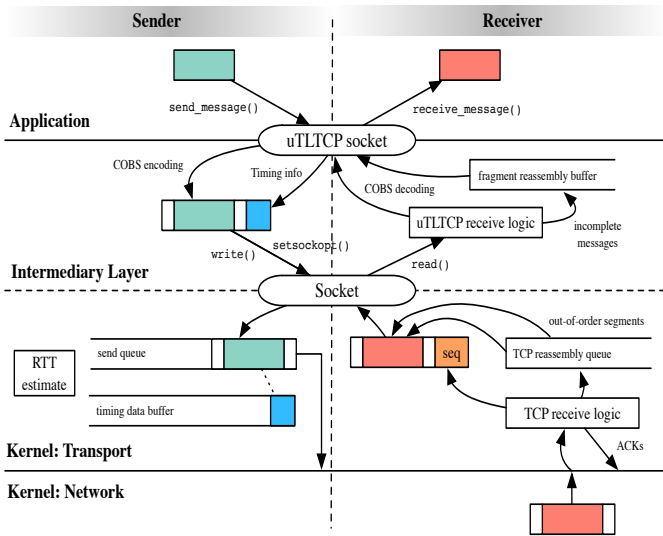 Sender
Receiver
send_message()
receive_message()
Application
uTLTCP socket
COBS encoding
Timing info
COBS decoding
fragment reassembly buffer
uTLTCP receive logic
incomplete
messages
write()
setsockopt()
read()
Intermediary Layer
Socket
out-of-order segments
RTT
estimate
send queue
seq
TCP reassembly queue
timing data buffer
TCP receive logic
ACKs
Kernel: Transport
Kernel: Network